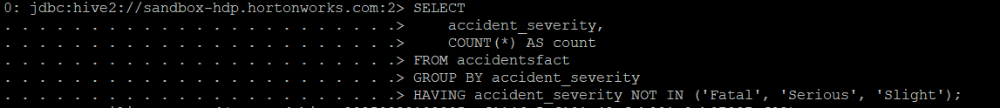 0: jdbc:hive2://sandbox-hdp.hortonworks.com:2> SELECT
. . . . . . . . . . . . . . . . . . . . . . .>     accident_severity,
. . . . . . . . . . . . . . . . . . . . . . .>     COUNT(*) AS count
. . . . . . . . . . . . . . . . . . . . . . .> FROM accidentsfact
. . . . . . . . . . . . . . . . . . . . . . .> GROUP BY accident_severity
. . . . . . . . . . . . . . . . . . . . . . .> HAVING accident_severity NOT IN ('Fatal', 'Serious', 'Slight');